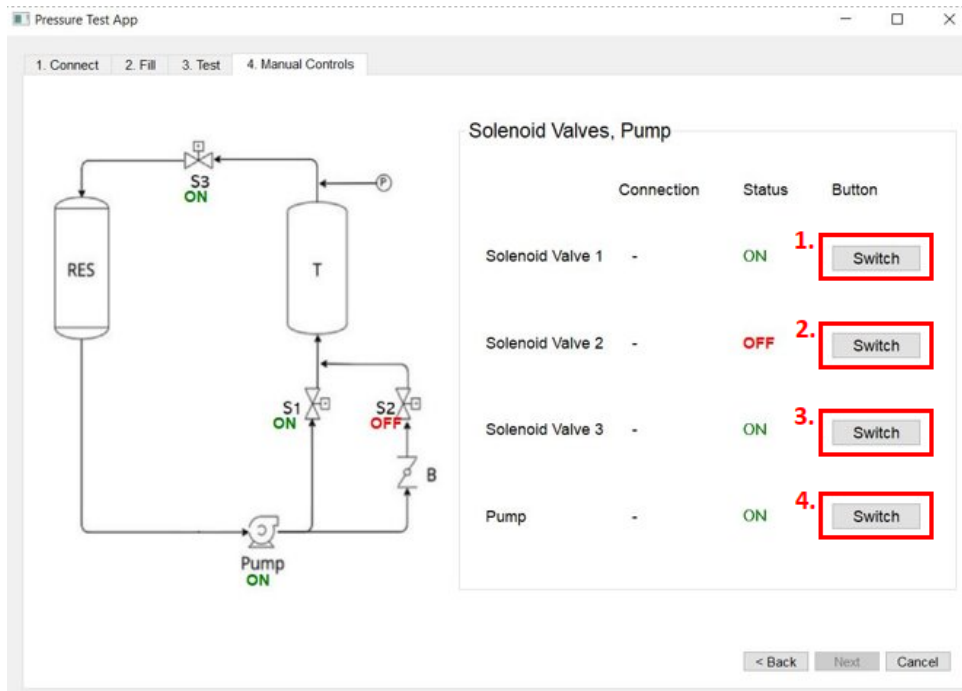 Pressure Test App
1. Connect
2. Fill
3. Test
4. Manual Controls
S3
ON
P
RES
T
S1
ON
S2
OFF
B
Pump
ON
Solenoid Valves, Pump
Connection Status Button
Solenoid Valve 1 - ON 1. Switch
Solenoid Valve 2 - OFF 2. Switch
Solenoid Valve 3 - ON 3. Switch
Pump - ON 4. Switch
< Back Next Cancel